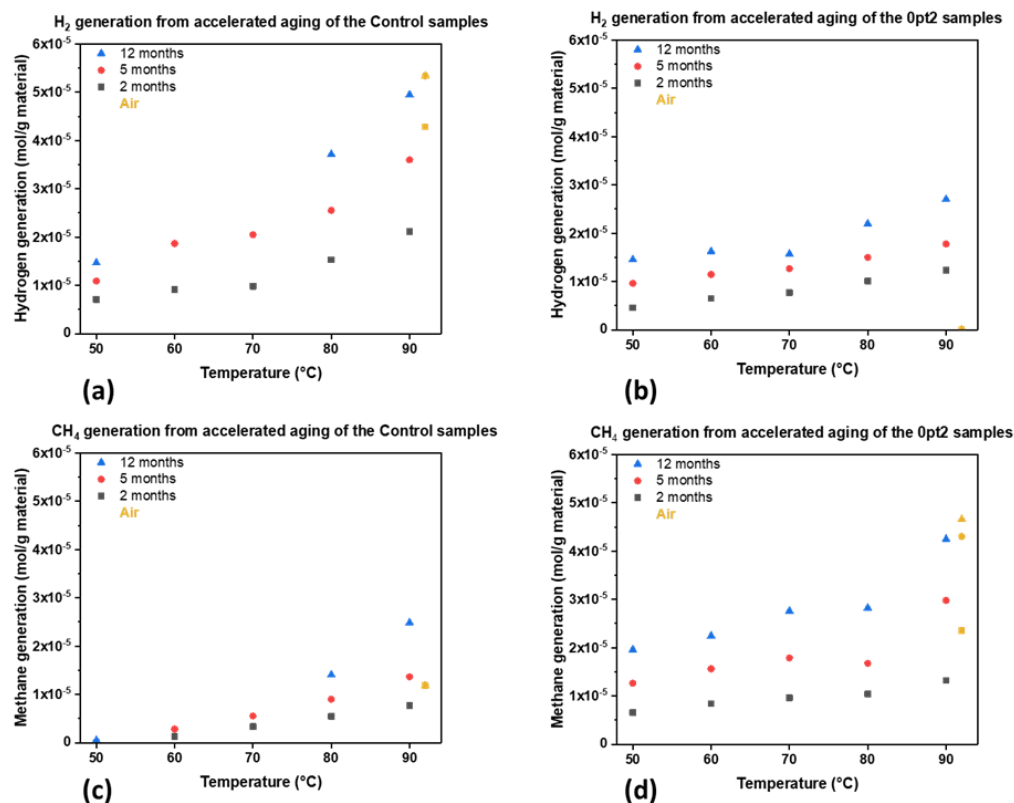 H₂ generation from accelerated aging of the Control samples
6x10⁻⁵
5x10⁻⁵
4x10⁻⁵
3x10⁻⁵
2x10⁻⁵
1x10⁻⁵
0
Hydrogen generation (mol/g material)
12 months
5 months
2 months
Air
50 60 70 80 90
Temperature (°C)
(a)
H₂ generation from accelerated aging of the 0pt2 samples
6x10⁻⁵
5x10⁻⁵
4x10⁻⁵
3x10⁻⁵
2x10⁻⁵
1x10⁻⁵
0
Hydrogen generation (mol/g material)
12 months
5 months
2 months
Air
50 60 70 80 90
Temperature (°C)
(b)
CH₄ generation from accelerated aging of the Control samples
6x10⁻⁵
5x10⁻⁵
4x10⁻⁵
3x10⁻⁵
2x10⁻⁵
1x10⁻⁵
0
Methane generation (mol/g material)
12 months
5 months
2 months
Air
50 60 70 80 90
Temperature (°C)
(c)
CH₄ generation from accelerated aging of the 0pt2 samples
6x10⁻⁵
5x10⁻⁵
4x10⁻⁵
3x10⁻⁵
2x10⁻⁵
1x10⁻⁵
0
Methane generation (mol/g material)
12 months
5 months
2 months
Air
50 60 70 80 90
Temperature (°C)
(d)